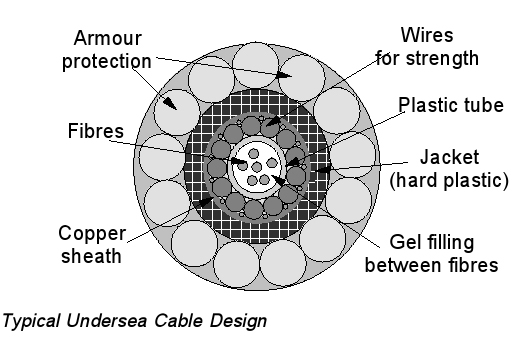 Armour
protection
Wires
for strength
Fibres
Plastic tube
Jacket
(hard plastic)
Copper
sheath
Gel filling
between fibres
Typical Undersea Cable Design